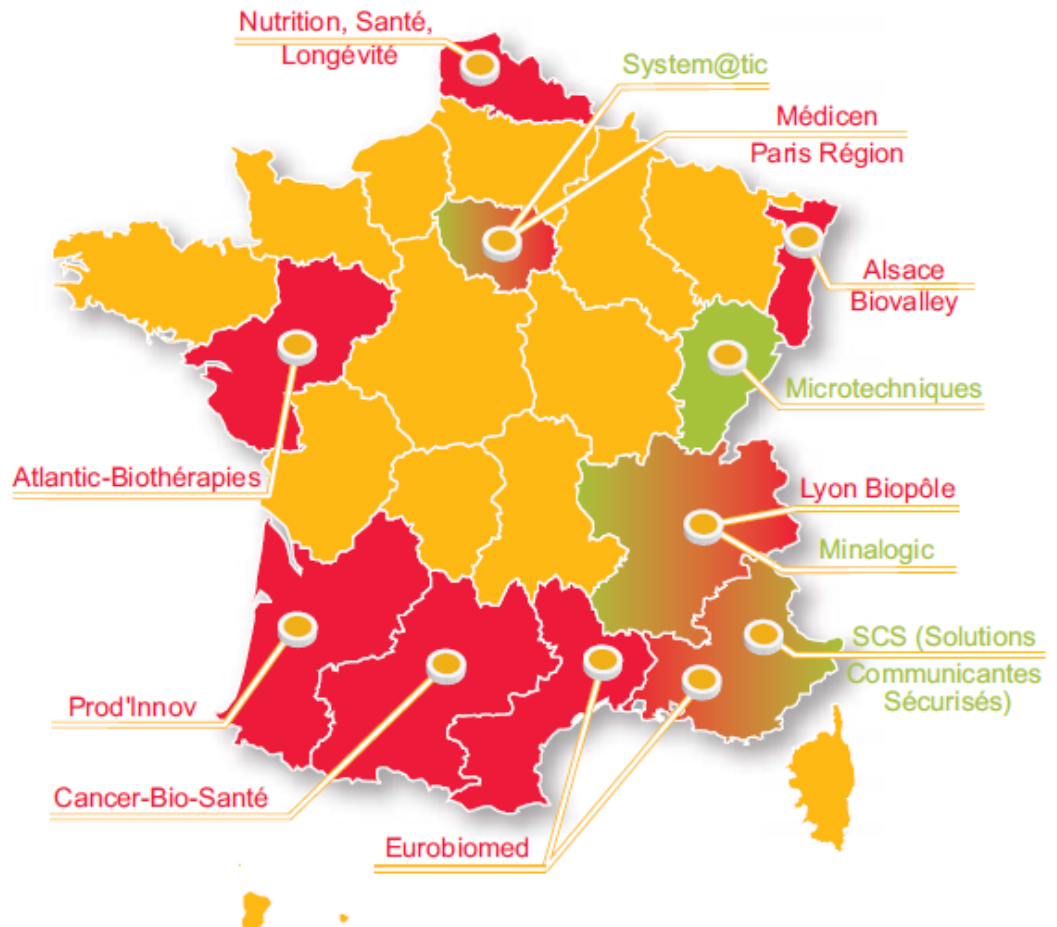 Nutrition, Santé,
Longévité
System@tic
Médicen
Paris Région
Alsace
Biovalley
Microtechniques
Atlantic-Biothérapies
Lyon Biopôle
Minalogic
SCS (Solutions
Communicantes
Sécurisés)
Prod'Innov
Cancer-Bio-Santé
Eurobiomed